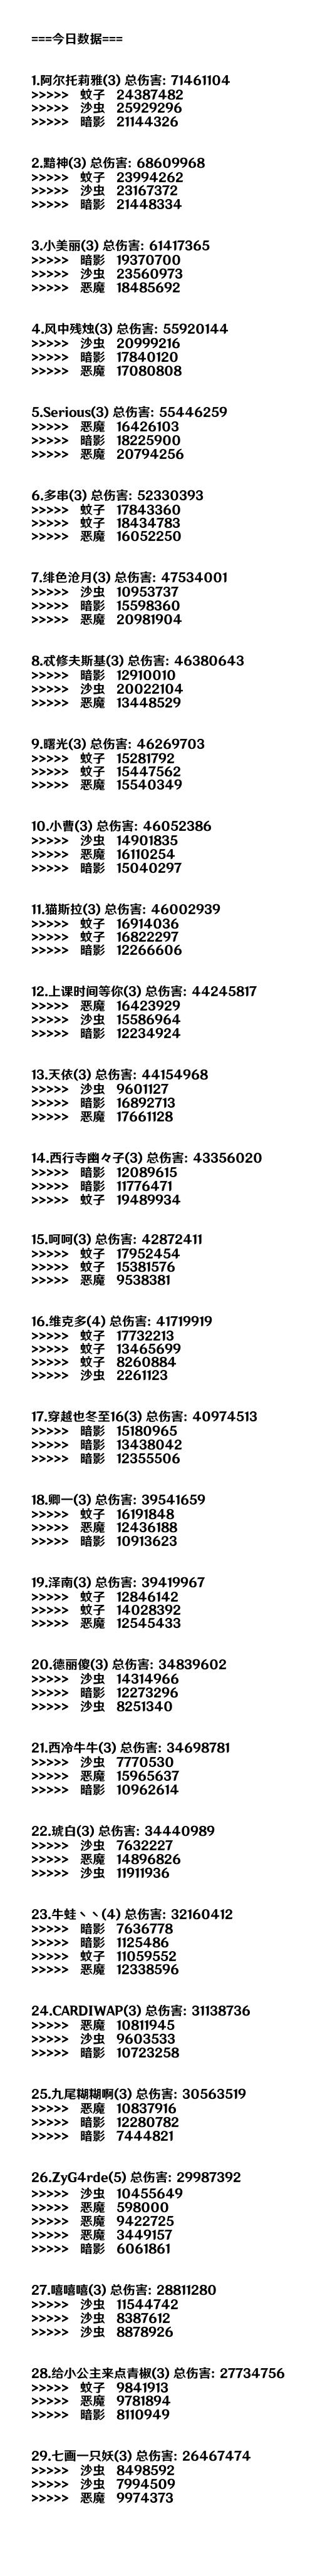 ===今日数据===
1.阿尔托莉雅(3) 总伤害: 71461104
>>>>> 蚊子 24387482
>>>>> 沙虫 25929296
>>>>> 暗影 21144326
2.黯神(3) 总伤害: 68609968
>>>>> 蚊子 23994262
>>>>> 沙虫 23167372
>>>>> 暗影 21448334
3.小美丽(3) 总伤害: 61417365
>>>>> 暗影 19370700
>>>>> 沙虫 23560973
>>>>> 恶魔 18485692
4.风中残烛(3) 总伤害: 55920144
>>>>> 沙虫 20999216
>>>>> 暗影 17840120
>>>>> 恶魔 17080808
5.Serious(3) 总伤害: 55446259
>>>>> 恶魔 16426103
>>>>> 暗影 18225900
>>>>> 恶魔 20794256
6.多串(3) 总伤害: 52330393
>>>>> 蚊子 17843360
>>>>> 蚊子 18434783
>>>>> 恶魔 16052250
7.绯色沧月(3) 总伤害: 47534001
>>>>> 沙虫 10953737
>>>>> 暗影 15598360
>>>>> 恶魔 20981904
8.忒修夫斯基(3) 总伤害: 46380643
>>>>> 暗影 12910010
>>>>> 沙虫 20022104
>>>>> 恶魔 13448529
9.曙光(3) 总伤害: 46269703
>>>>> 蚊子 15281792
>>>>> 蚊子 15447562
>>>>> 恶魔 15540349
10.小曹(3) 总伤害: 46052386
>>>>> 沙虫 14901835
>>>>> 恶魔 16110254
>>>>> 暗影 15040297
11.猫斯拉(3) 总伤害: 46002939
>>>>> 蚊子 16914036
>>>>> 蚊子 16822297
>>>>> 暗影 12266606
12.上课时间等你(3) 总伤害: 44245817
>>>>> 恶魔 16423929
>>>>> 沙虫 15586964
>>>>> 暗影 12234924
13.天依(3) 总伤害: 44154968
>>>>> 沙虫 9601127
>>>>> 暗影 16892713
>>>>> 恶魔 17661128
14.西行寺幽々子(3) 总伤害: 43356020
>>>>> 暗影 12089615
>>>>> 暗影 11776471
>>>>> 蚊子 19489934
15.呵呵(3) 总伤害: 42872411
>>>>> 蚊子 17952454
>>>>> 蚊子 15381576
>>>>> 恶魔 9538381
16.维克多(4) 总伤害: 41719919
>>>>> 蚊子 17732213
>>>>> 蚊子 13465699
>>>>> 蚊子 8260884
>>>>> 沙虫 2261123
17.穿越也冬至16(3) 总伤害: 40974513
>>>>> 暗影 15180965
>>>>> 暗影 13438042
>>>>> 暗影 12355506
18.卿一(3) 总伤害: 39541659
>>>>> 蚊子 16191848
>>>>> 恶魔 12436188
>>>>> 暗影 10913623
19.泽南(3) 总伤害: 39419967
>>>>> 蚊子 12846142
>>>>> 蚊子 14028392
>>>>> 恶魔 12545433
20.德丽傻(3) 总伤害: 34839602
>>>>> 沙虫 14314966
>>>>> 暗影 12273296
>>>>> 沙虫 8251340
21.西冷牛牛(3) 总伤害: 34698781
>>>>> 沙虫 7770530
>>>>> 恶魔 15965637
>>>>> 暗影 10962614
22.琥白(3) 总伤害: 34440989
>>>>> 沙虫 7632227
>>>>> 恶魔 14896826
>>>>> 沙虫 11911936
23.牛蛙丶丶(4) 总伤害: 32160412
>>>>> 暗影 7636778
>>>>> 暗影 1125486
>>>>> 蚊子 11059552
>>>>> 恶魔 12338596
24.CARDIWAP(3) 总伤害: 31138736
>>>>> 恶魔 10811945
>>>>> 沙虫 9603533
>>>>> 暗影 10723258
25.九尾糊糊啊(3) 总伤害: 30563519
>>>>> 恶魔 10837916
>>>>> 暗影 12280782
>>>>> 暗影 7444821
26.ZyG4rde(5) 总伤害: 29987392
>>>>> 沙虫 10455649
>>>>> 恶魔 598000
>>>>> 恶魔 9422725
>>>>> 恶魔 3449157
>>>>> 暗影 6061861
27.嘻嘻嘻(3) 总伤害: 28811280
>>>>> 沙虫 11544742
>>>>> 沙虫 8387612
>>>>> 沙虫 8878926
28.给小公主来点青椒(3) 总伤害: 27734756
>>>>> 蚊子 9841913
>>>>> 恶魔 9781894
>>>>> 暗影 8110949
29.七画一只妖(3) 总伤害: 26467474
>>>>> 沙虫 8498592
>>>>> 沙虫 7994509
>>>>> 恶魔 9974373